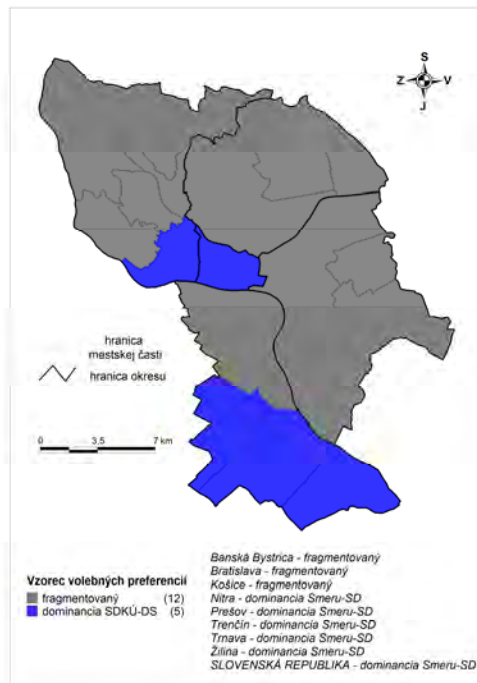 S
Z V
J
hranica
mestskej časti
hranica okresu
0 3,5 7 km
Vzorec volebných preferencií
fragmentovaný (12)
dominancia SDKÚ-DS (5)
Banská Bystrica - fragmentovaný
Bratislava - fragmentovaný
Košice - fragmentovaný
Nitra - dominancia Smeru-SD
Prešov - dominancia Smeru-SD
Trenčín - dominancia Smeru-SD
Trnava - dominancia Smeru-SD
Žilina - dominancia Smeru-SD
SLOVENSKÁ REPUBLIKA - dominancia Smeru-SD